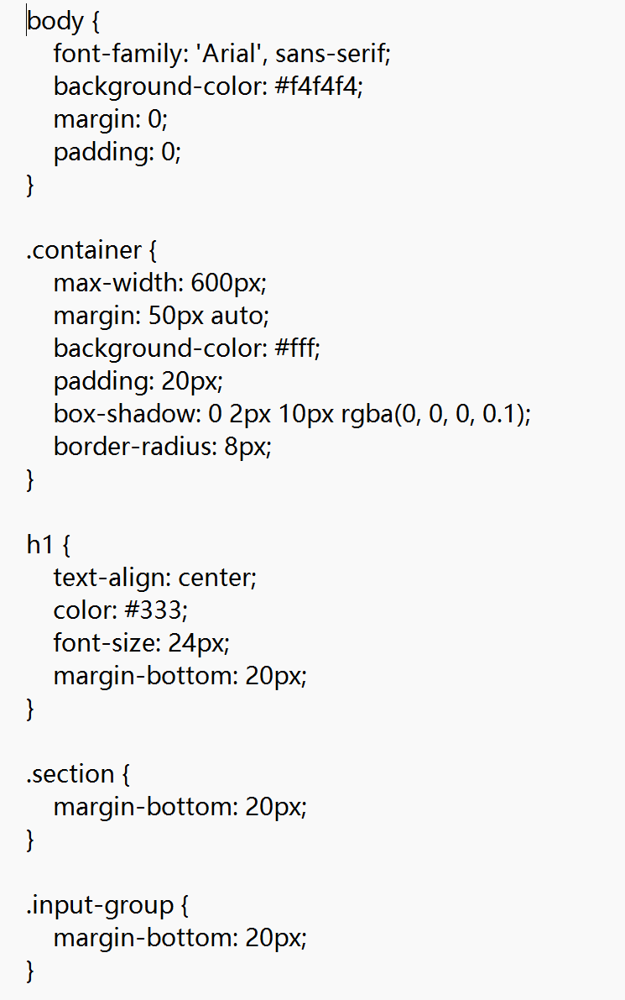 body {
    font-family: 'Arial', sans-serif;
    background-color: #f4f4f4;
    margin: 0;
    padding: 0;
}

.container {
    max-width: 600px;
    margin: 50px auto;
    background-color: #fff;
    padding: 20px;
    box-shadow: 0 2px 10px rgba(0, 0, 0, 0.1);
    border-radius: 8px;
}

h1 {
    text-align: center;
    color: #333;
    font-size: 24px;
    margin-bottom: 20px;
}

.section {
    margin-bottom: 20px;
}

.input-group {
    margin-bottom: 20px;
}